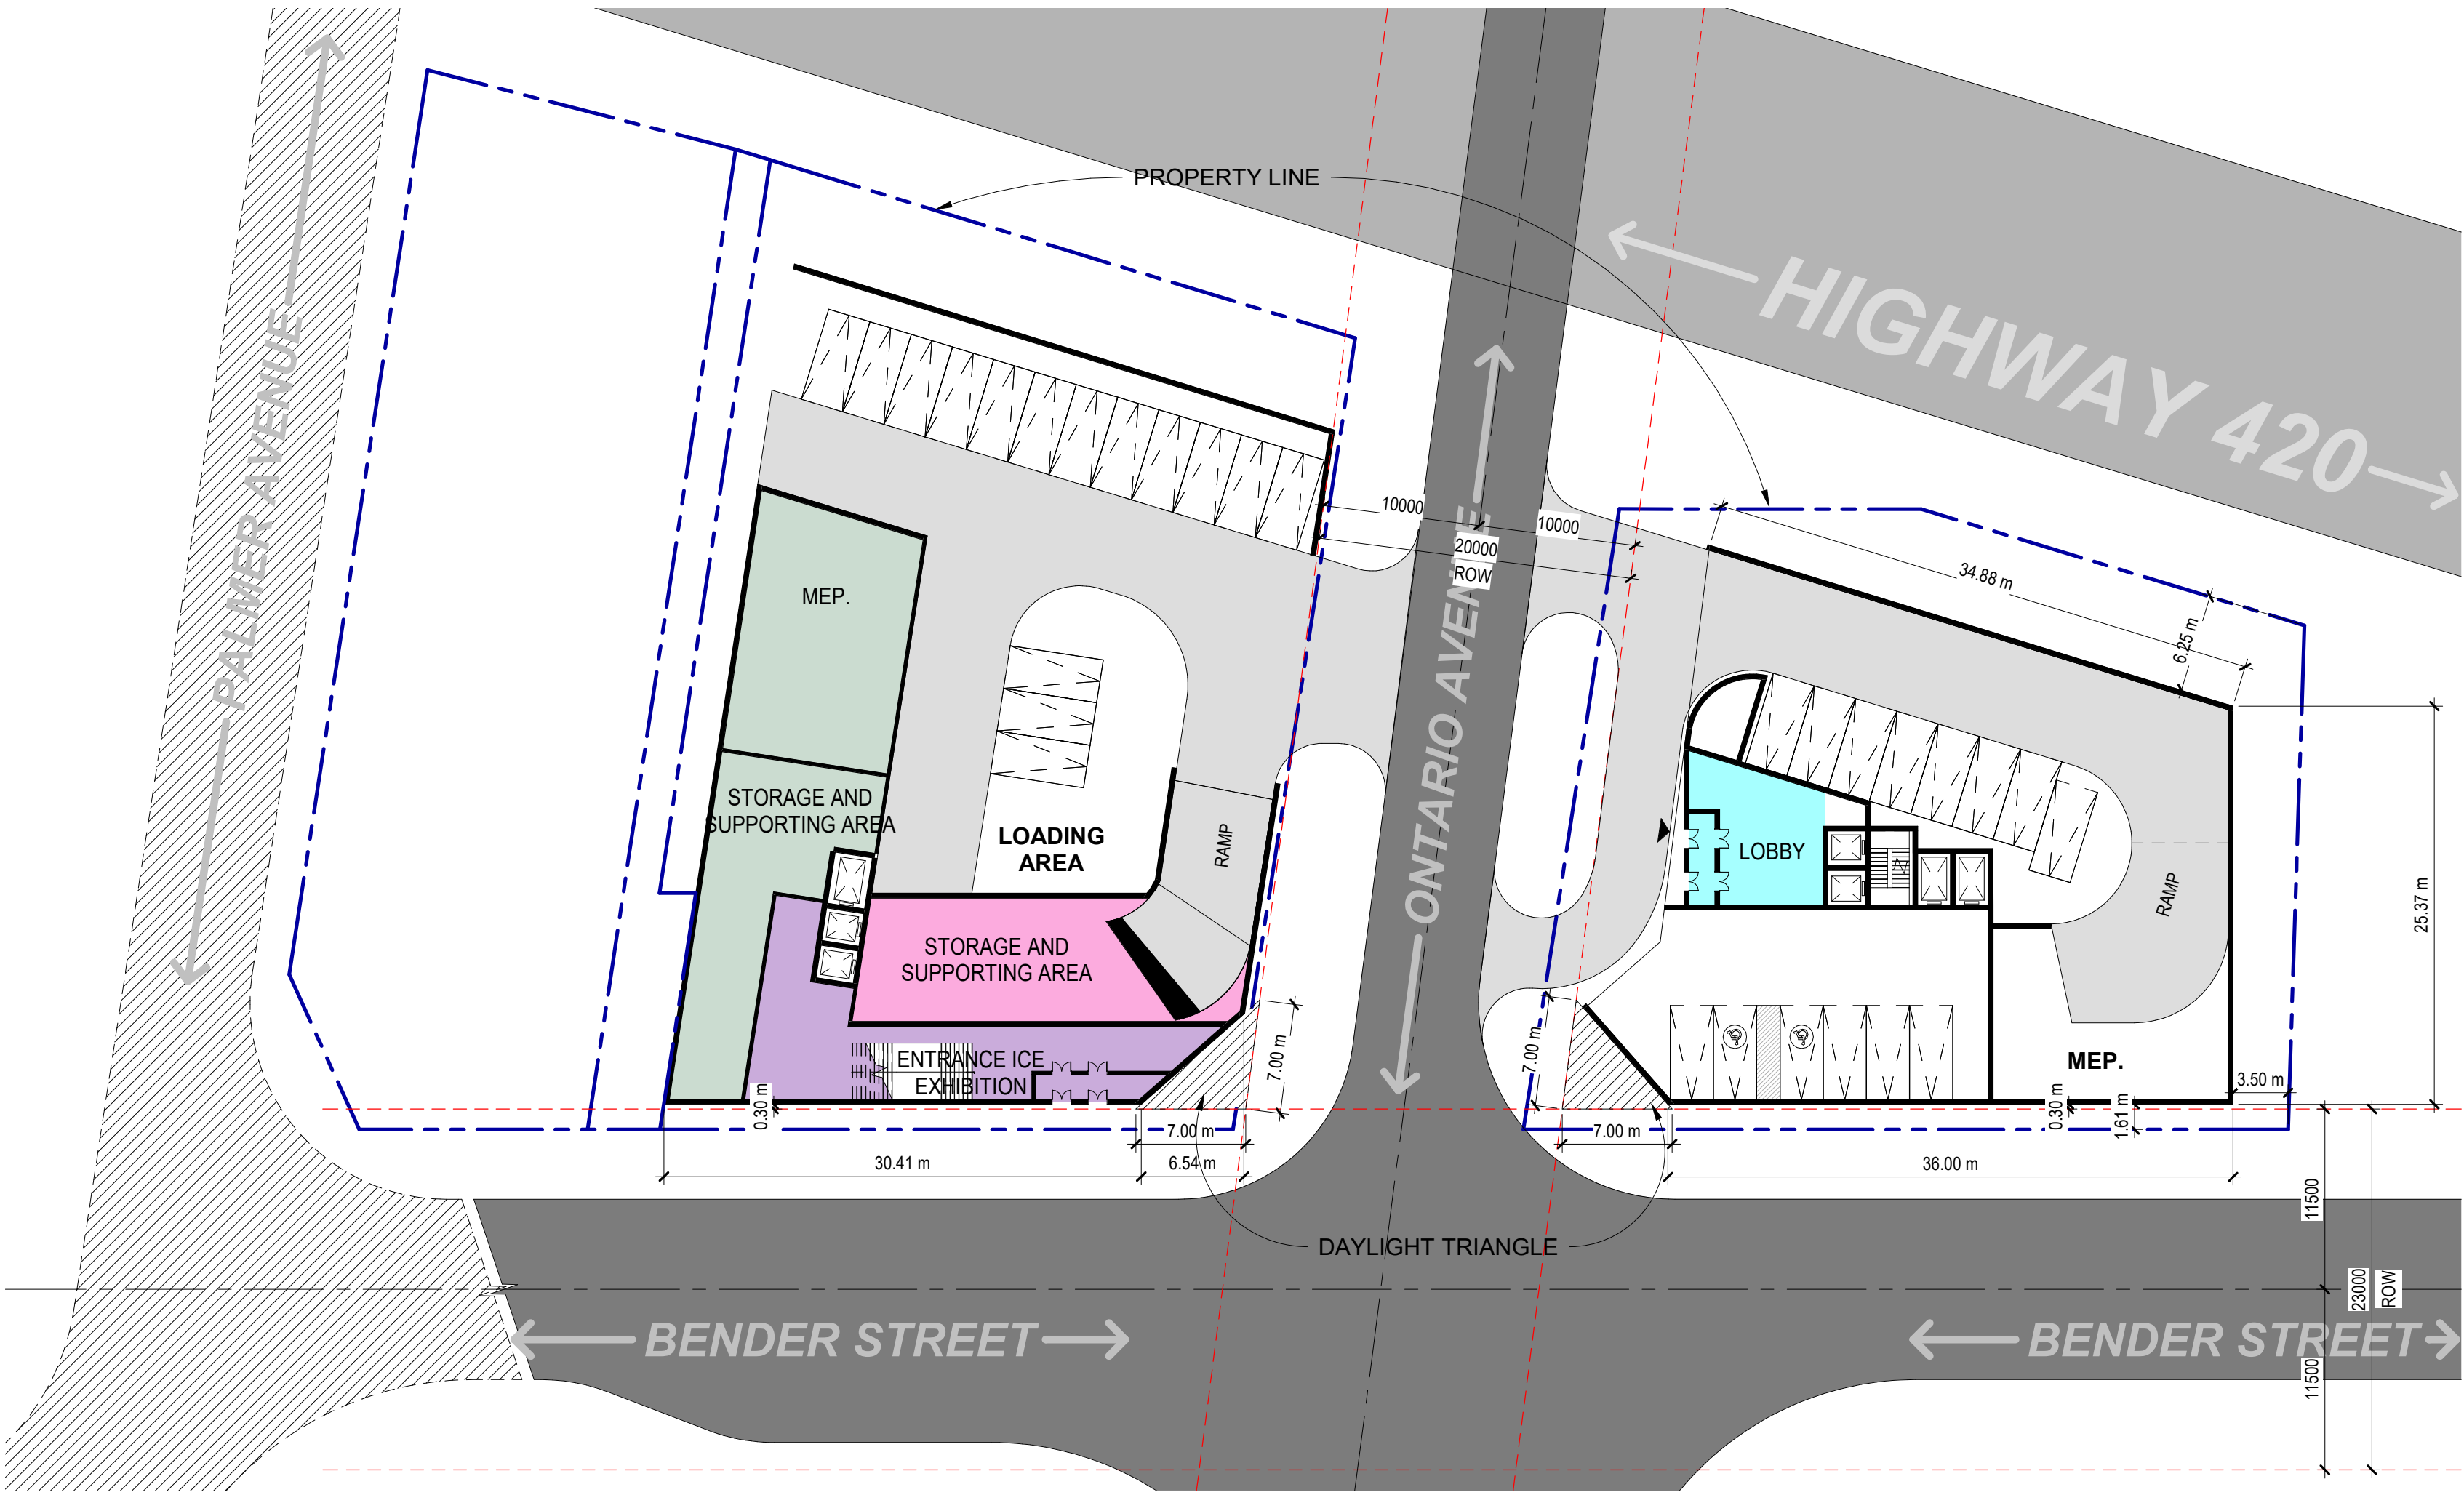 PROPERTY LINE
HIGHWAY 420
PALMER AVENUE
10000
10000
20000
ROW
34.88 m
6.25 m
MEP.
ONTARIO AVENUE
STORAGE AND
SUPPORTING AREA
LOADING
AREA
RAMP
LOBBY
RAMP
25.37 m
STORAGE AND
SUPPORTING AREA
ENTRANCE ICE
EXHIBITION
7.00 m
7.00 m
MEP.
3.50 m
0.30 m
0.30 m
1.61 m
7.00 m
7.00 m
30.41 m
6.54 m
36.00 m
11500
DAYLIGHT TRIANGLE
23000
ROW
BENDER STREET
BENDER STREET
11500